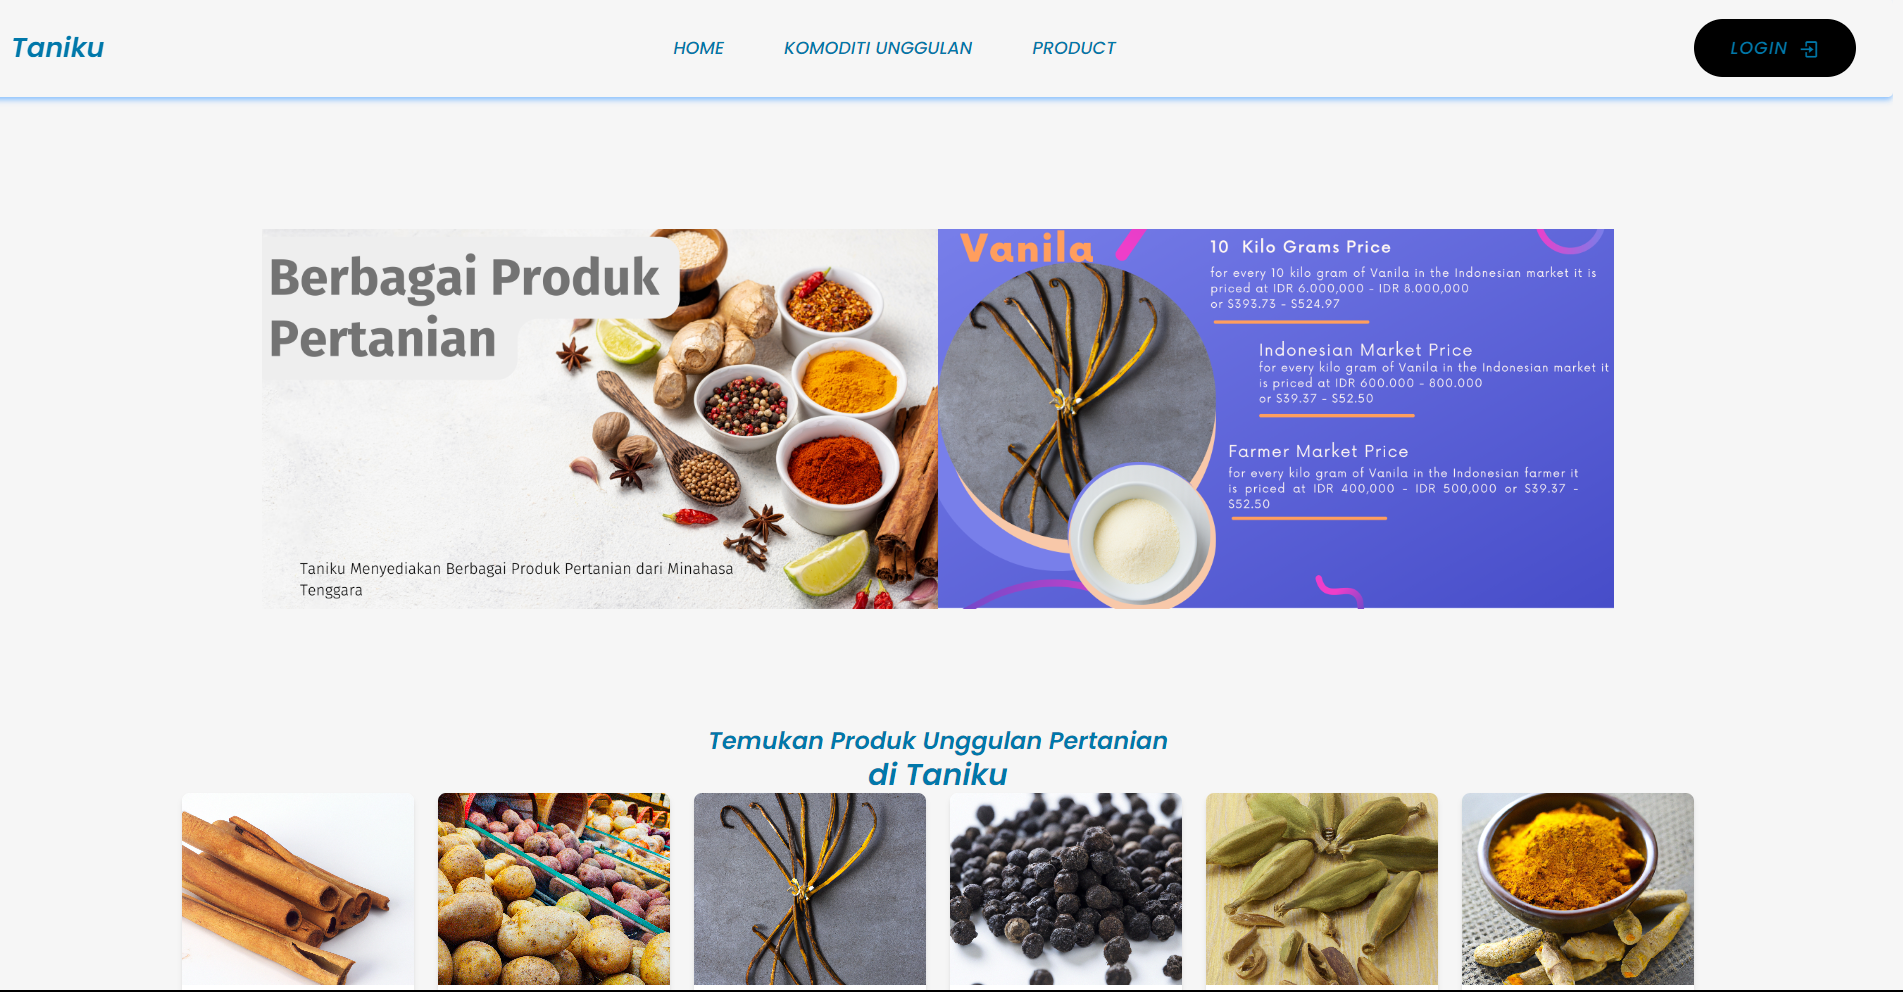 Taniku
HOME
KOMODITI UNGGULAN
PRODUCT
LOGIN
Berbagai Produk
Pertanian
Taniku Menyediakan Berbagai Produk Pertanian dari Minahasa
Tenggara
Vanila
10 Kilo Grams Price
for every 10 kilo gram of Vanila in the Indonesian market it is
priced at IDR 6.000,000 - IDR 8.000,000
or $393.73 - $524.97
Indonesian Market Price
for every kilo gram of Vanila in the Indonesian market it
is priced at IDR 600.000 - 800.000
or $39.37 - $52.50
Farmer Market Price
for every kilo gram of Vanila in the Indonesian farmer it
is priced at IDR 400,000 - IDR 500,000 or $39.37 -
$52.50
Temukan Produk Unggulan Pertanian
di Taniku